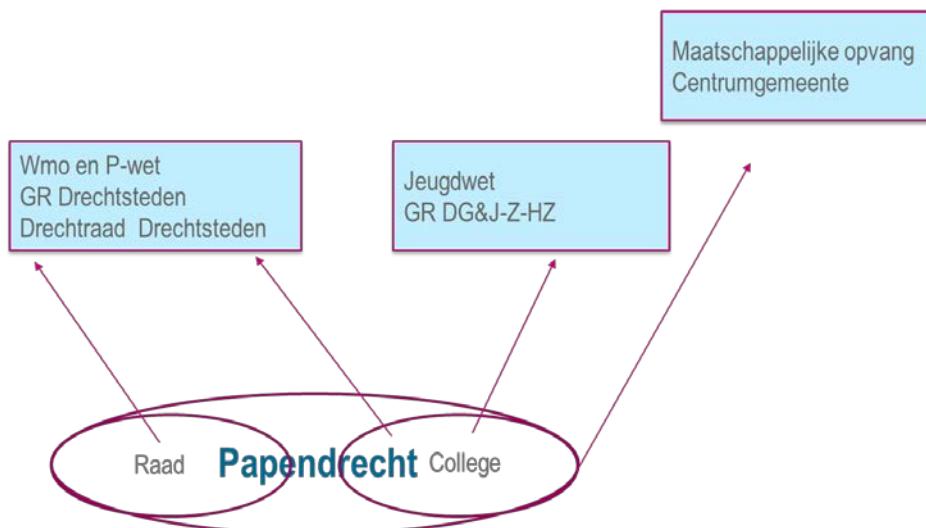 Maatschappelijke opvang
Centrumgemeente
Wmo en P-wet
GR Drechtsteden
Drechtraad Drechtsteden
Jeugdwet
GR DG&J-Z-HZ
Raad Papendrecht College